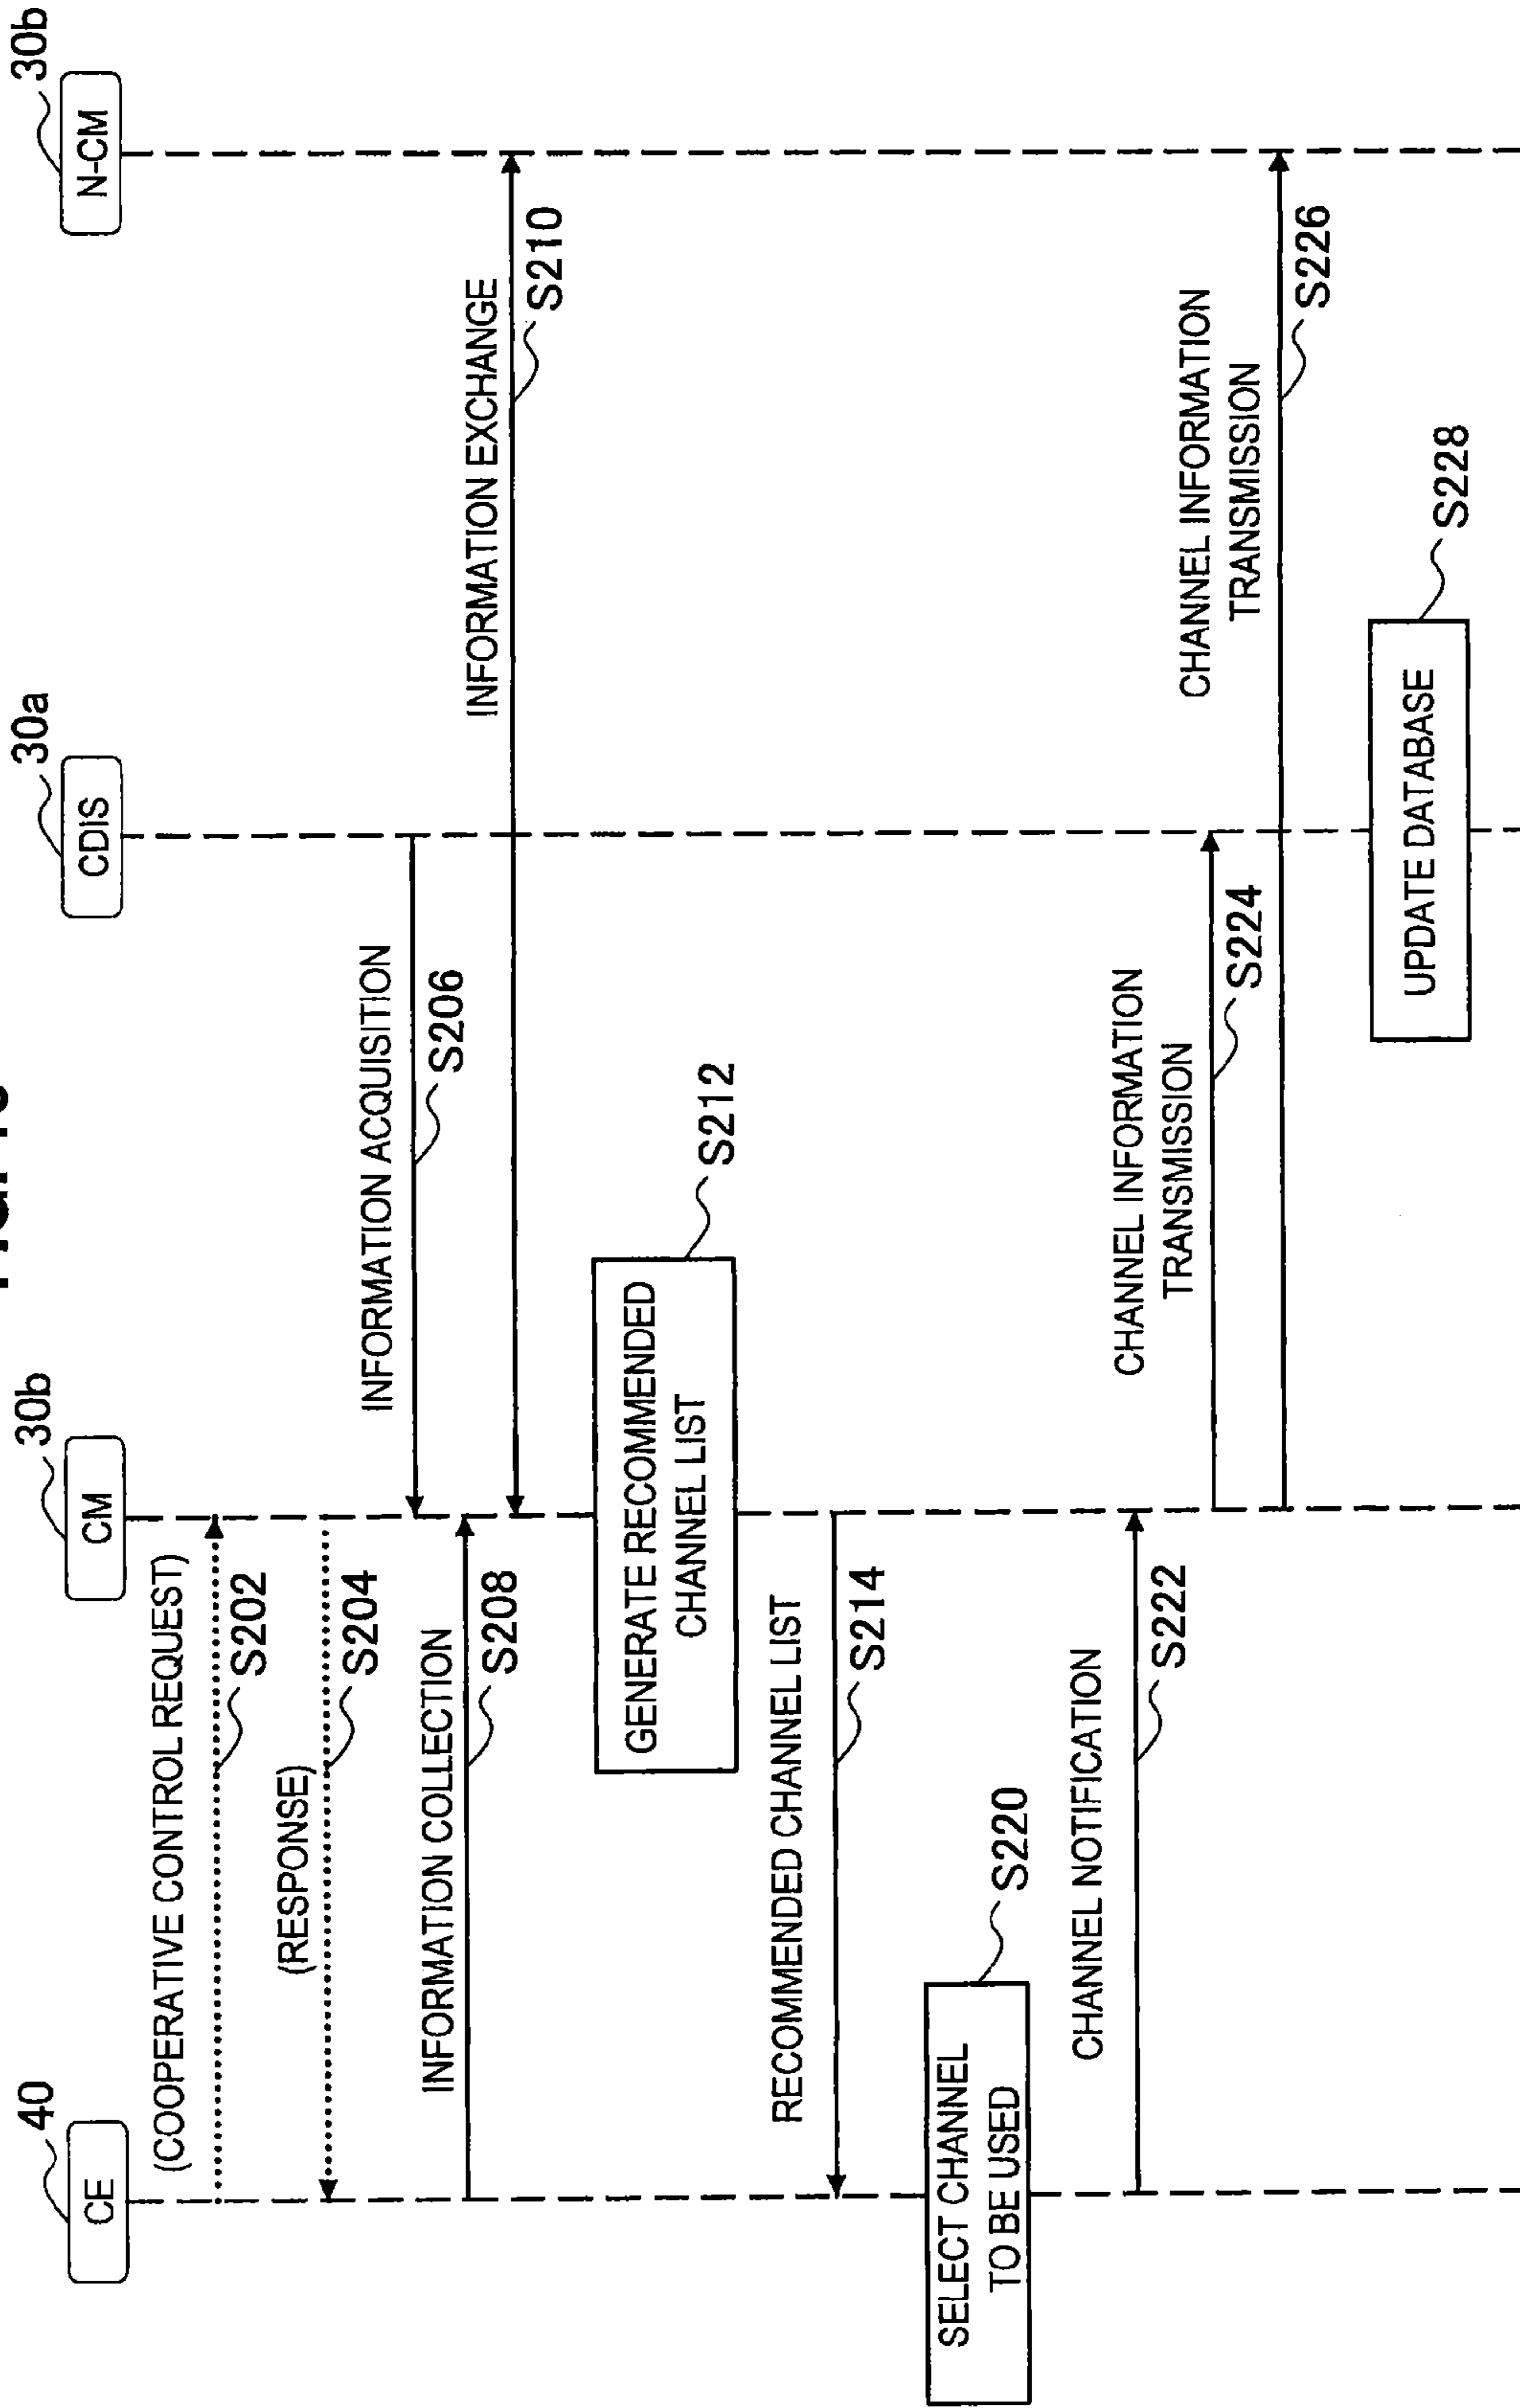 40
CE
30b
CM
30a
CDIS
30b
N-CM
(COOPERATIVE CONTROL REQUEST)
S202
(RESPONSE)
S204
INFORMATION ACQUISITION
S206
INFORMATION COLLECTION
S208
INFORMATION EXCHANGE
S210
GENERATE RECOMMENDED
CHANNEL LIST
S212
RECOMMENDED CHANNEL LIST
S214
SELECT CHANNEL
TO BE USED
S220
CHANNEL NOTIFICATION
S222
CHANNEL INFORMATION
TRANSMISSION
S224
CHANNEL INFORMATION
TRANSMISSION
S226
UPDATE DATABASE
S228